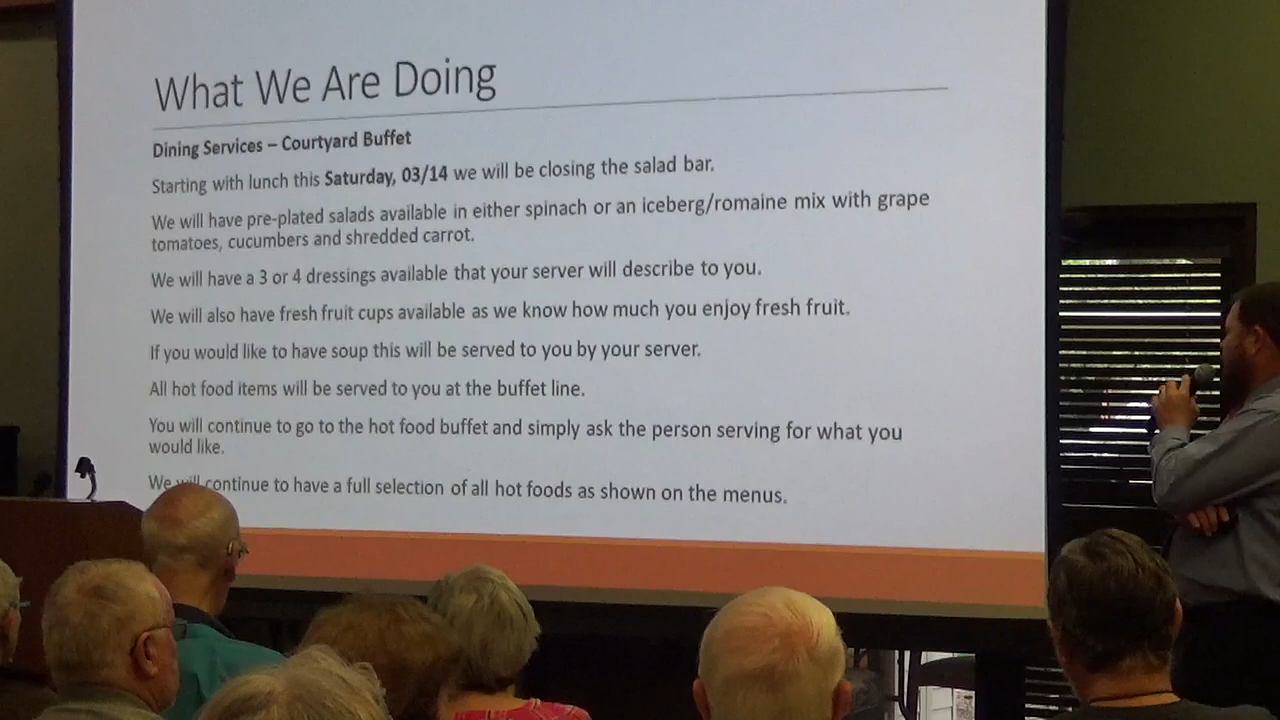 What We Are Doing
Dining Services – Courtyard Buffet
Starting with lunch this Saturday, 03/14 we will be closing the salad bar.
We will have pre-plated salads available in either spinach or an iceberg/romaine mix with grape
tomatoes, cucumbers and shredded carrot.
We will have a 3 or 4 dressings available that your server will describe to you.
We will also have fresh fruit cups available as we know how much you enjoy fresh fruit.
If you would like to have soup this will be served to you by your server.
All hot food items will be served to you at the buffet line.
You will continue to go to the hot food buffet and simply ask the person serving for what you
would like.
We will continue to have a full selection of all hot foods as shown on the menus.